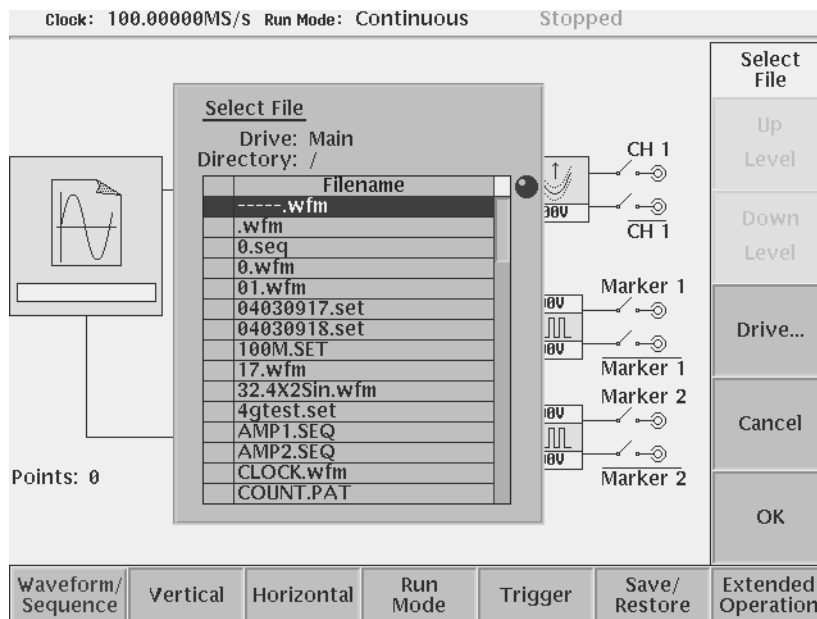 Clock: 100.00000MS/s Run Mode: Continuous Stopped
Select File
Drive: Main
Directory: /
Filename
-----.wfm
.wfm
0.seq
0.wfm
01.wfm
04030917.set
04030918.set
100M.SET
17.wfm
32.4X2Sin.wfm
4gtest.set
AMP1.SEQ
AMP2.SEQ
CLOCK.wfm
COUNT.PAT
Points: 0
CH 1
CH 1
Marker 1
Marker 1
Marker 2
Marker 2
Select
File
Up
Level
Down
Level
Drive...
Cancel
OK
Waveform/
Sequence
Vertical
Horizontal
Run
Mode
Trigger
Save/
Restore
Extended
Operation